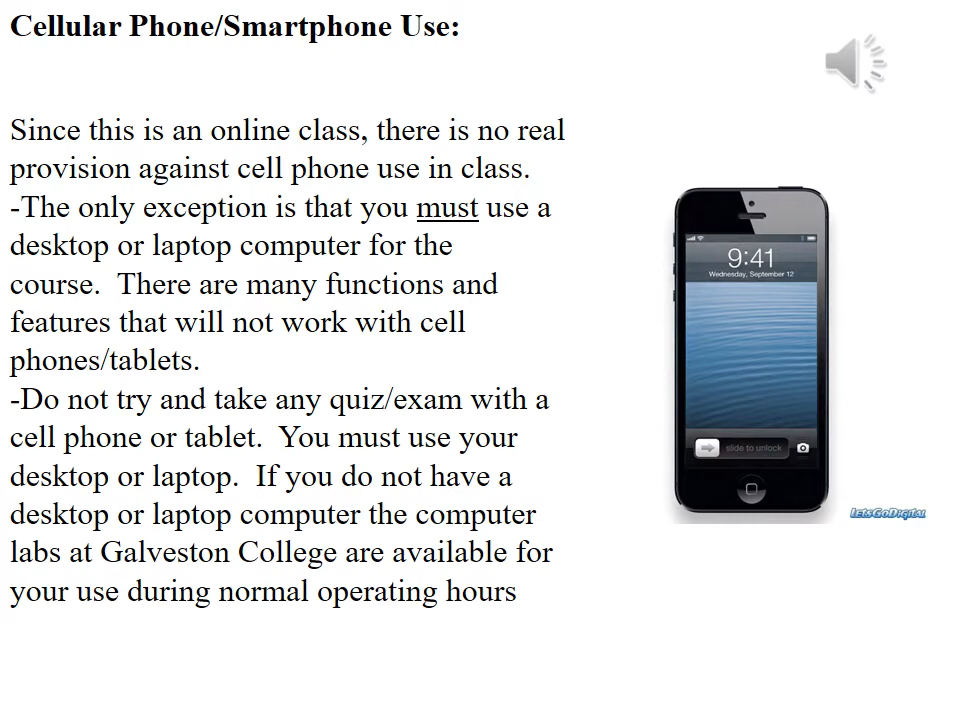 Cellular Phone/Smartphone Use:
Since this is an online class, there is no real
provision against cell phone use in class.
-The only exception is that you must use a
desktop or laptop computer for the
course.  There are many functions and
features that will not work with cell
phones/tablets.
-Do not try and take any quiz/exam with a
cell phone or tablet.  You must use your
desktop or laptop.  If you do not have a
desktop or laptop computer the computer
labs at Galveston College are available for
your use during normal operating hours
9:41
Wednesday, September 12
slide to unlock
LetsGoDigital